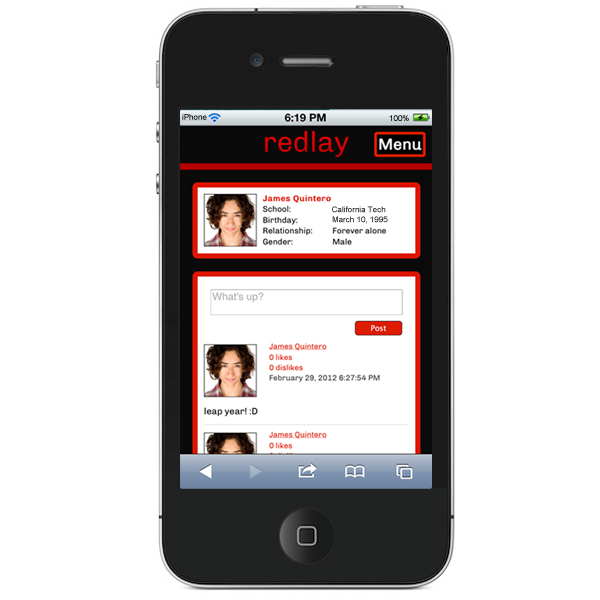 iPhone 6:19 PM 100%
redlay Menu
James Quintero
School: California Tech
Birthday: March 10, 1995
Relationship: Forever alone
Gender: Male
What's up?
Post
James Quintero
0 likes
0 dislikes
February 29, 2012 6:27:54 PM
leap year! :D
James Quintero
0 likes